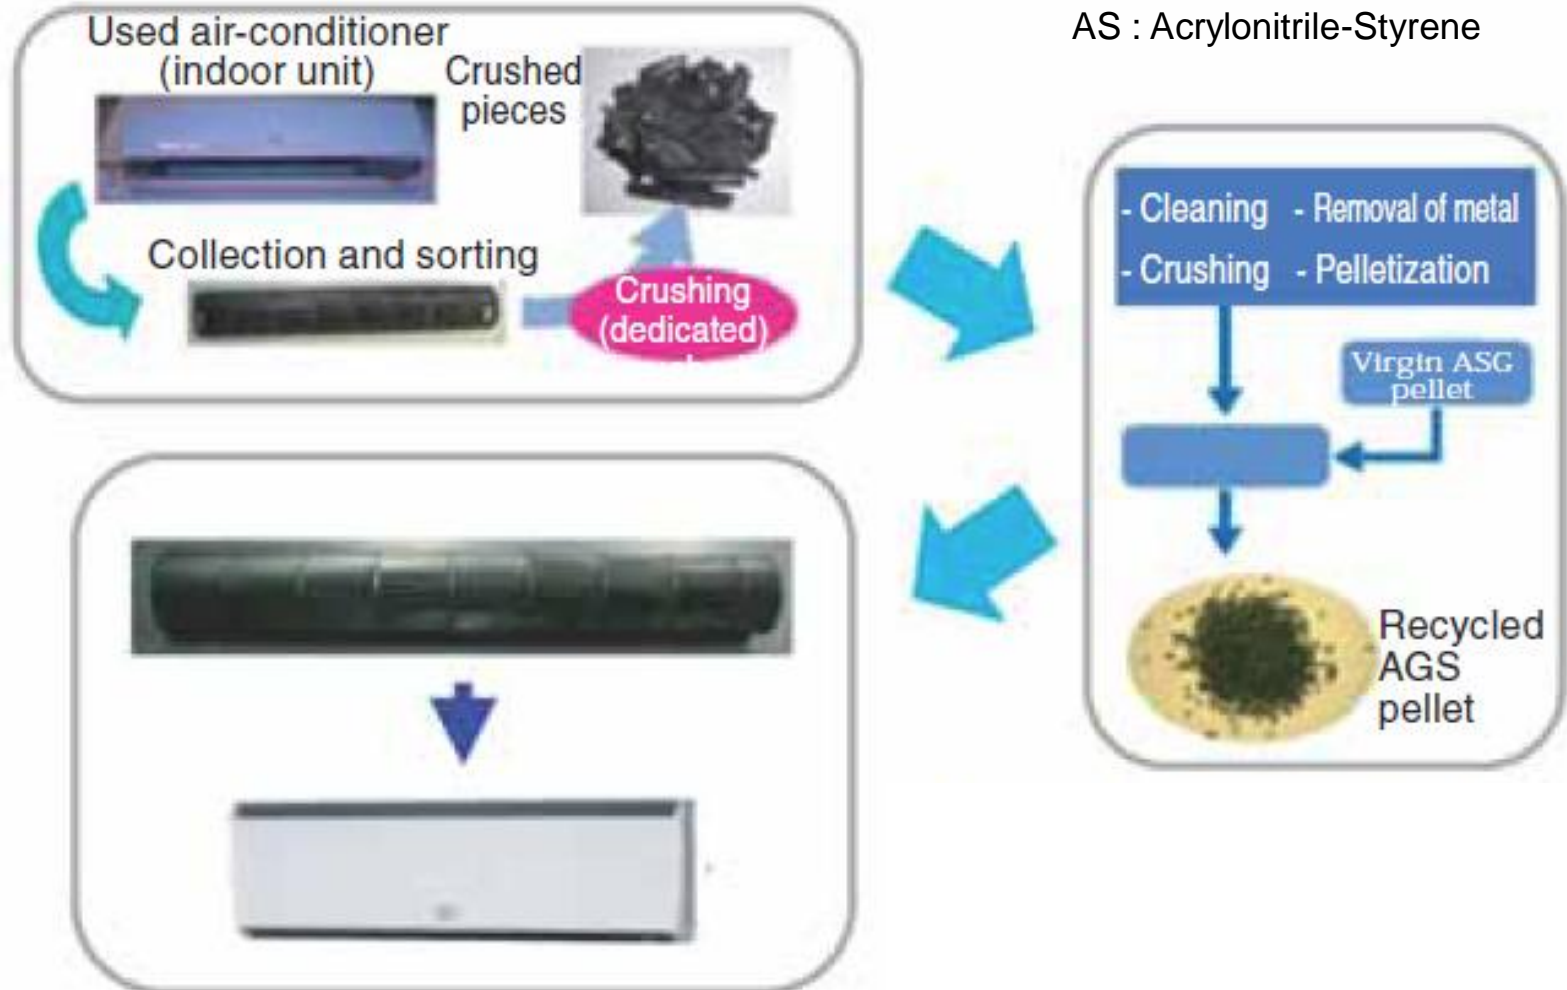 AS : Acrylonitrile-Styrene
Used air-conditioner
(indoor unit)
Crushed
pieces
Collection and sorting
Crushing
(dedicated)
- Cleaning - Removal of metal
- Crushing - Pelletization
Virgin ASG
pellet
Recycled
AGS
pellet